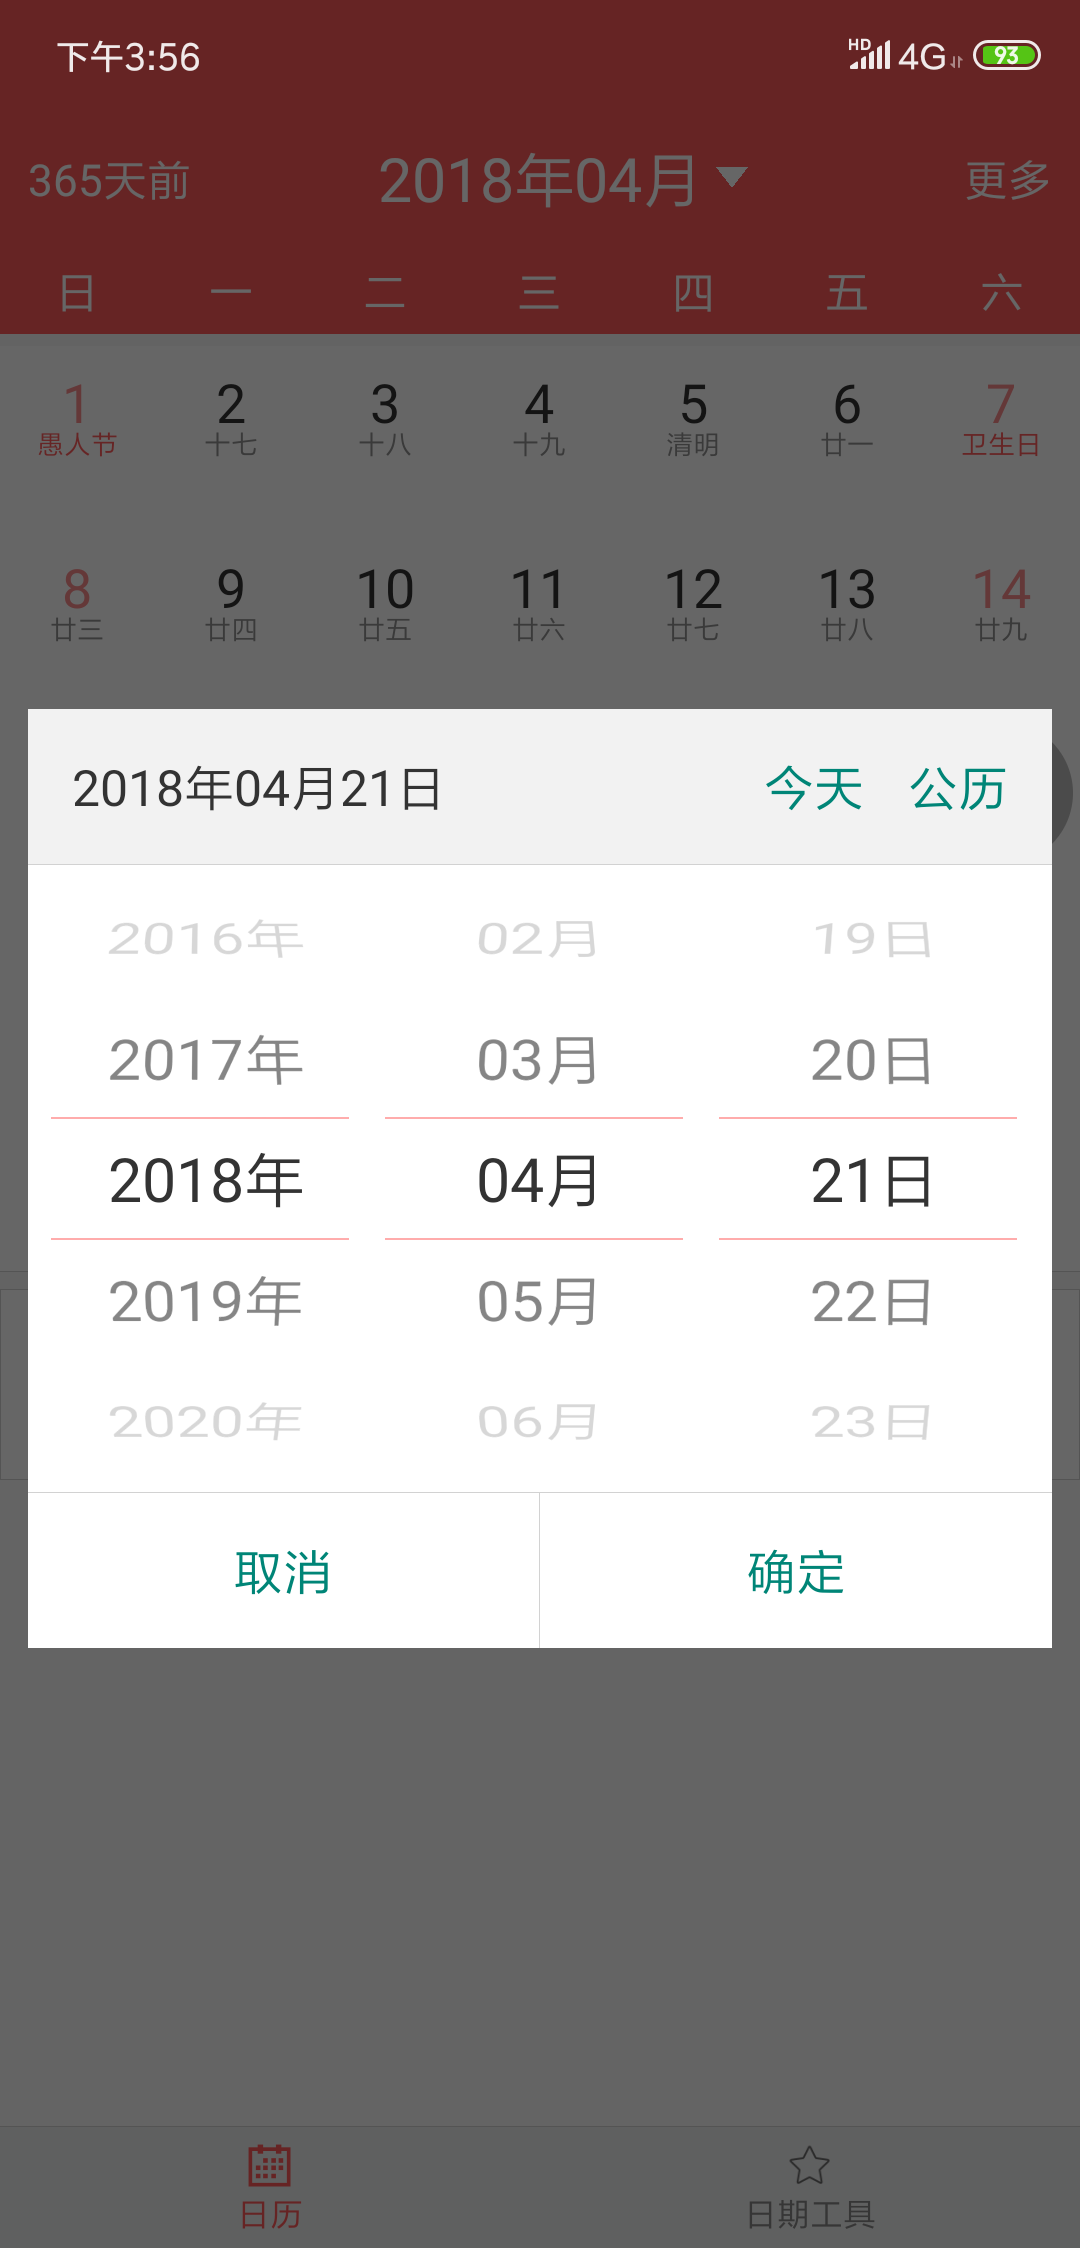 下午3:56 HD 4G 93
365天前 2018年04月 更多
日 一 二 三 四 五 六
1 2 3 4 5 6 7
愚人节 十七 十八 十九 清明 廿一 卫生日
8 9 10 11 12 13 14
廿三 廿四 廿五 廿六 廿七 廿八 廿九
2018年04月21日 今天 公历
2016年 02月 19日
2017年 03月 20日
2018年 04月 21日
2019年 05月 22日
2020年 06月 23日
取消 确定
日历 日期工具